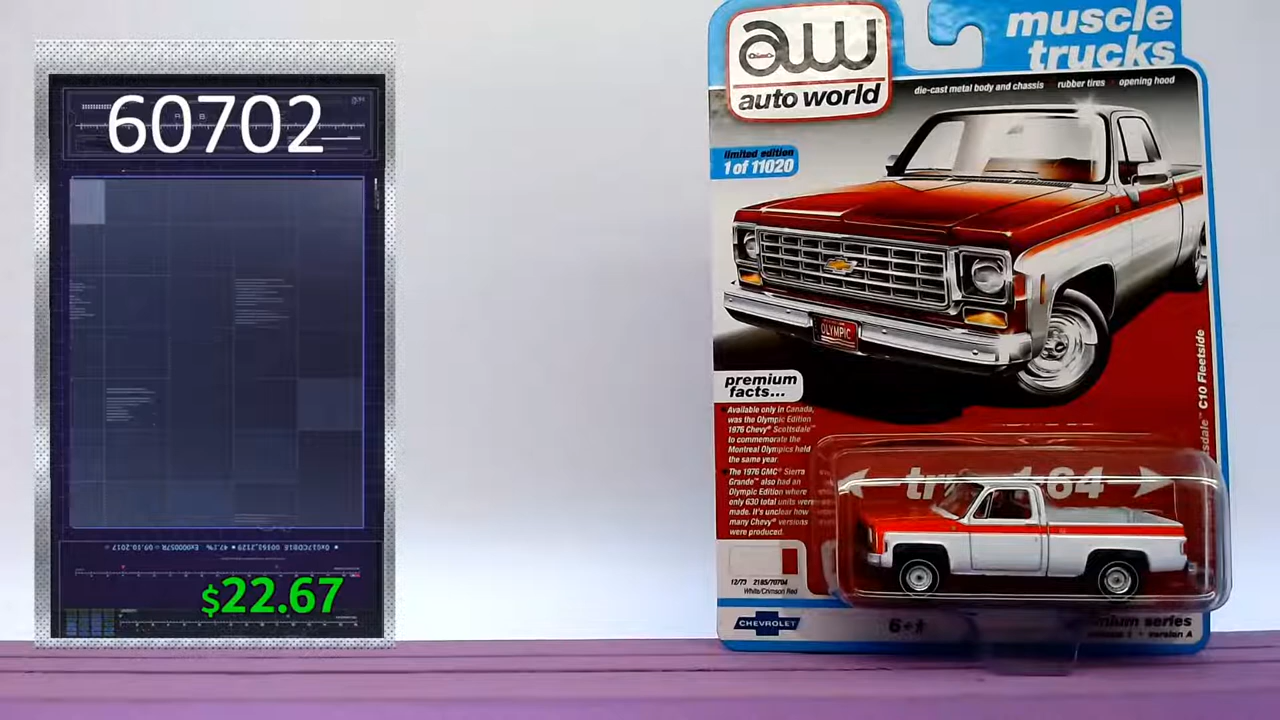 60702
$22.67
aw
auto world
muscle
trucks
die-cast metal body and chassis rubber tires • opening hood
limited edition
1 of 11020
OLYMPIC
premium
facts...
Available only in Canada,
was the Olympic Edition
1976 Chevy® Scottsdale™
to commemorate the
Montreal Olympics held
the same year.
The 1976 GMC® Sierra
Grande™ also had an
Olympic Edition where
only 630 total units were
made. It's unclear how
many Chevy® versions
were produced.
C10 Fleetside
64
White/Crimson Red
CHEVROLET
6+
series
version A